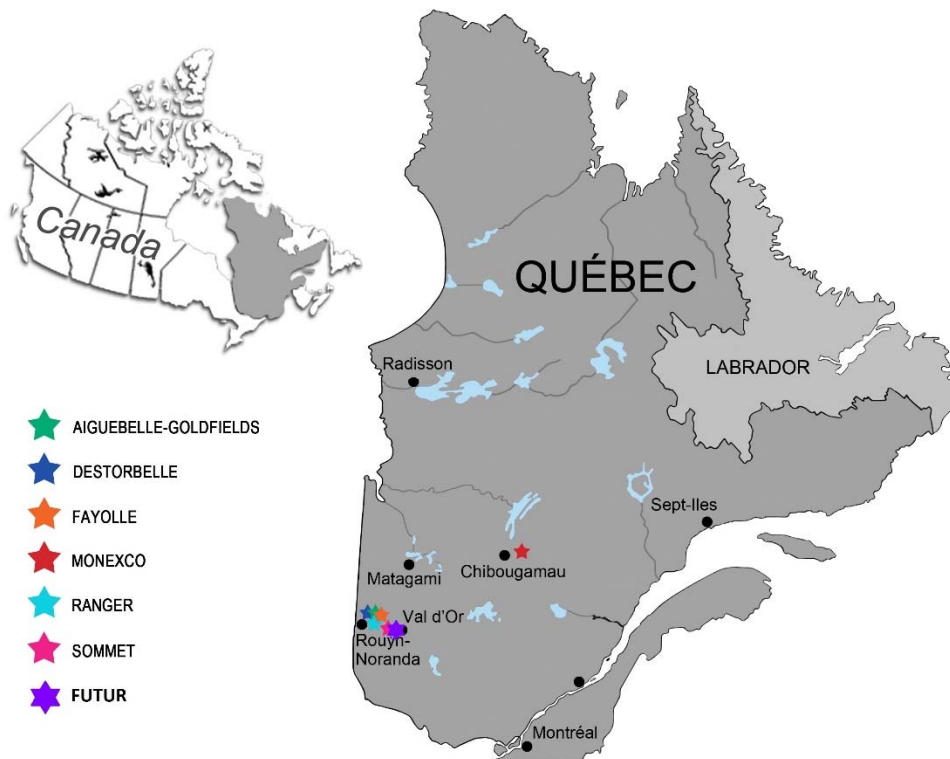 Canada
QUÉBEC
LABRADOR
Radisson
Sept-Iles
Matagami
Chibougamau
Val d'Or
Rouyn-
Noranda
Montréal
AIGUEBELLE-GOLDFIELDS
DESTORBELLE
FAYOLLE
MONEXCO
RANGER
SOMMET
FUTUR